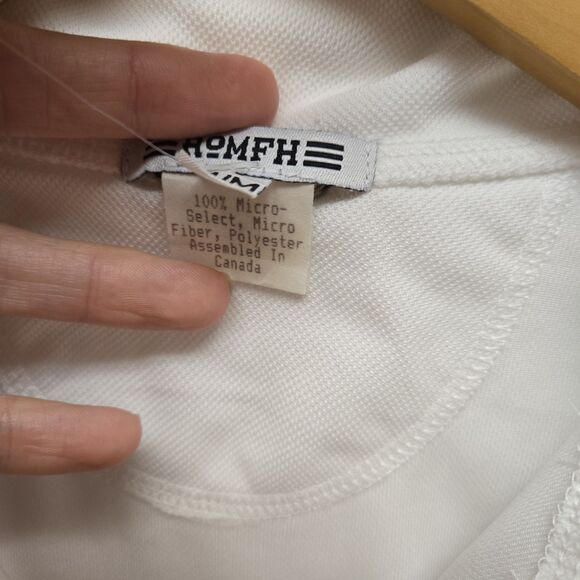 HOMFH
100% Micro-
Select, Micro
Fiber, Polyester
Assembled In
Canada